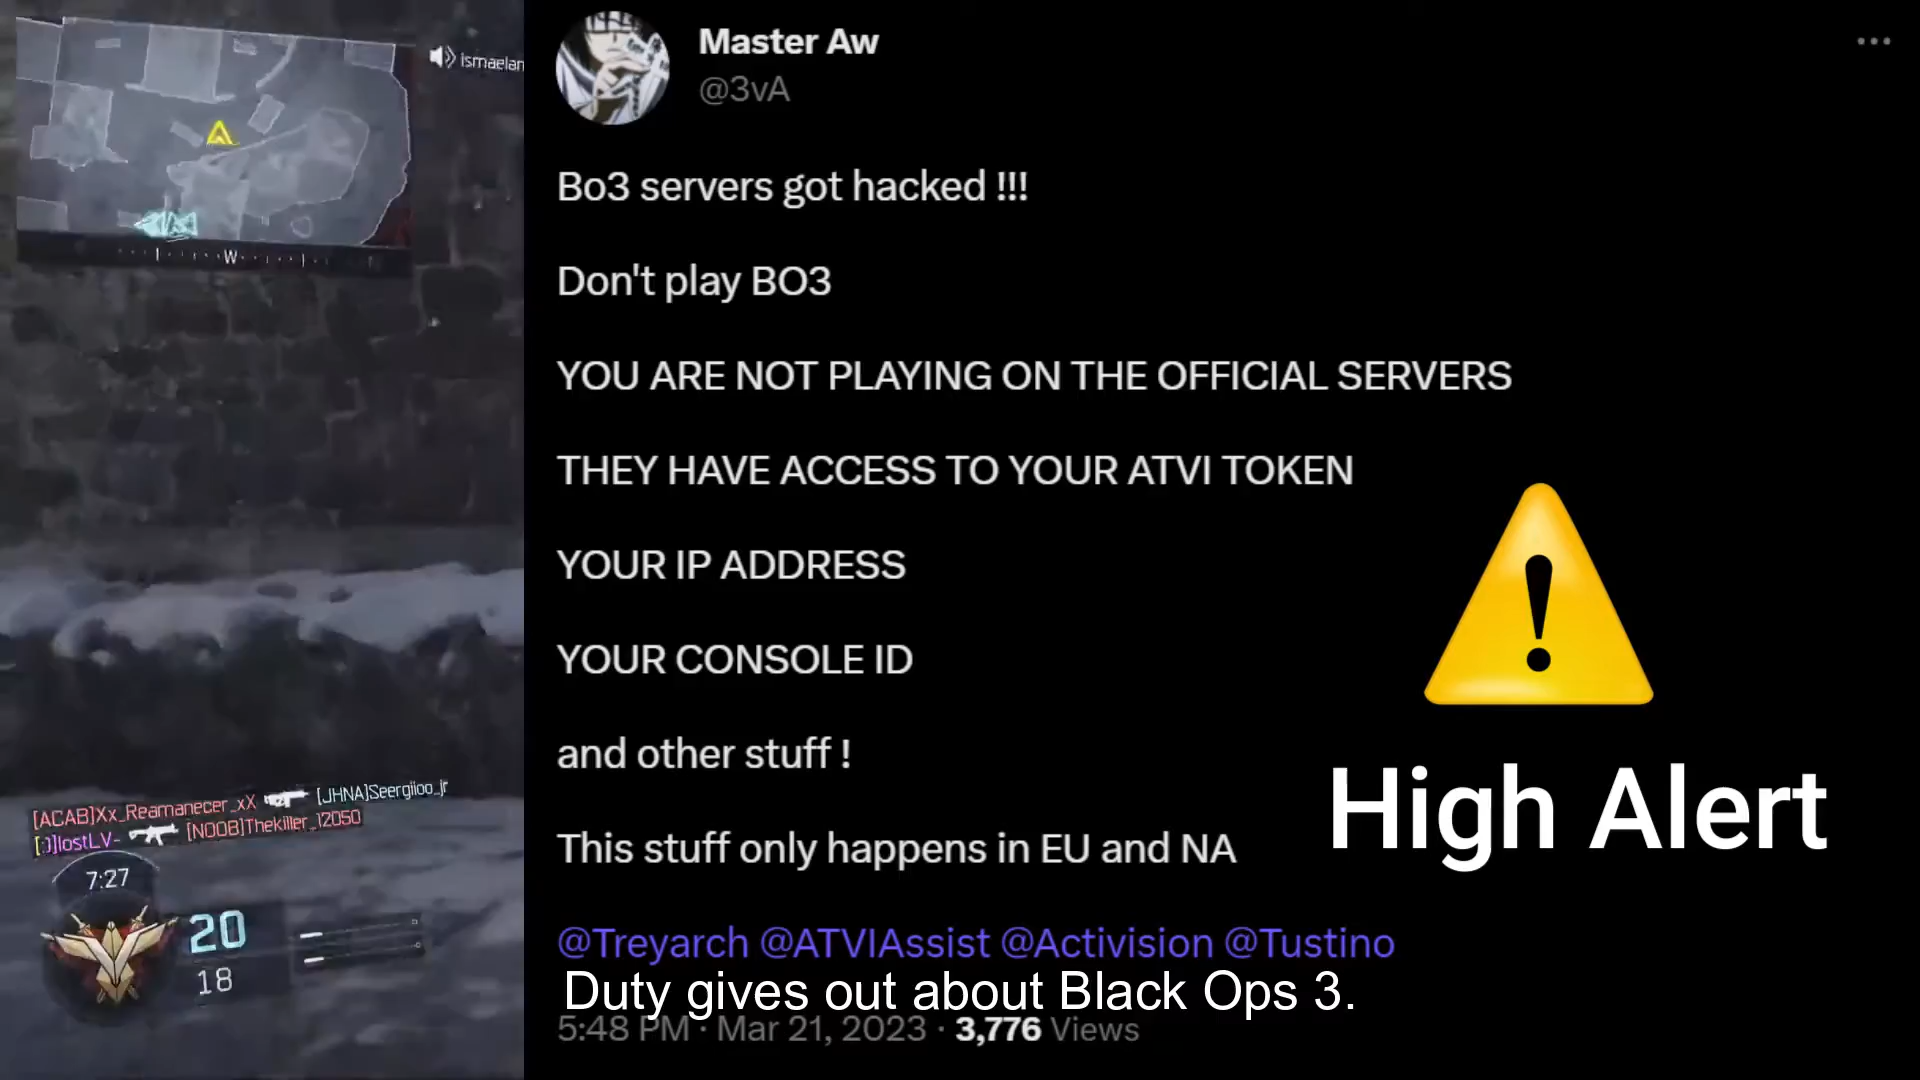 Ismaelan
W
[ACAB]Xx_Reamanecer_xX [JHNA]Seergiioo_jr
[:)]lostLV- [NOOB]Thekiller_12050
7:27
20
18
Master Aw
@3vA
Bo3 servers got hacked !!!
Don't play BO3
YOU ARE NOT PLAYING ON THE OFFICIAL SERVERS
THEY HAVE ACCESS TO YOUR ATVI TOKEN
YOUR IP ADDRESS
YOUR CONSOLE ID
and other stuff !
This stuff only happens in EU and NA
@Treyarch @ATVIAssist @Activision @Tustino
Duty gives out about Black Ops 3.
5:48 PM · Mar 21, 2023 · 3,776 Views
High Alert